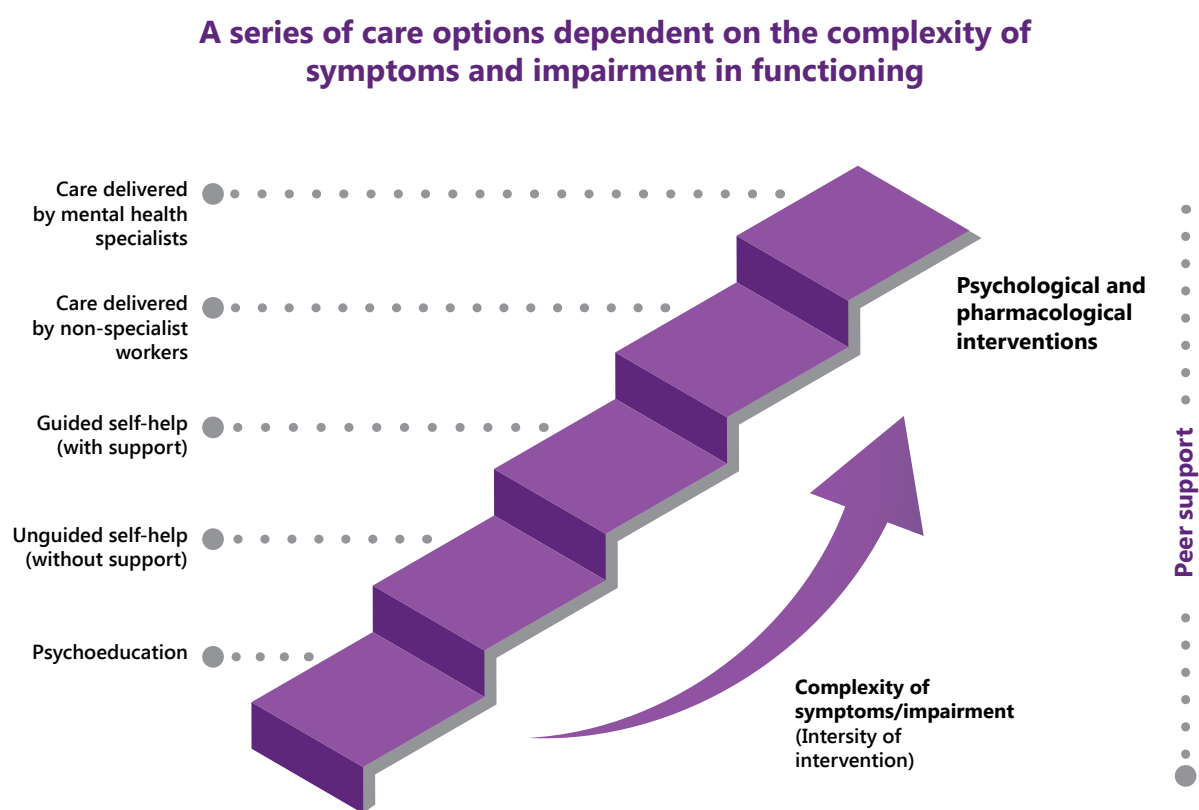 A series of care options dependent on the complexity of
symptoms and impairment in functioning
Care delivered
by mental health
specialists
Care delivered
by non-specialist
workers
Guided self-help
(with support)
Unguided self-help
(without support)
Psychoeducation
Psychological and
pharmacological
interventions
Complexity of
symptoms/impairment
(Intersity of
intervention)
Peer support